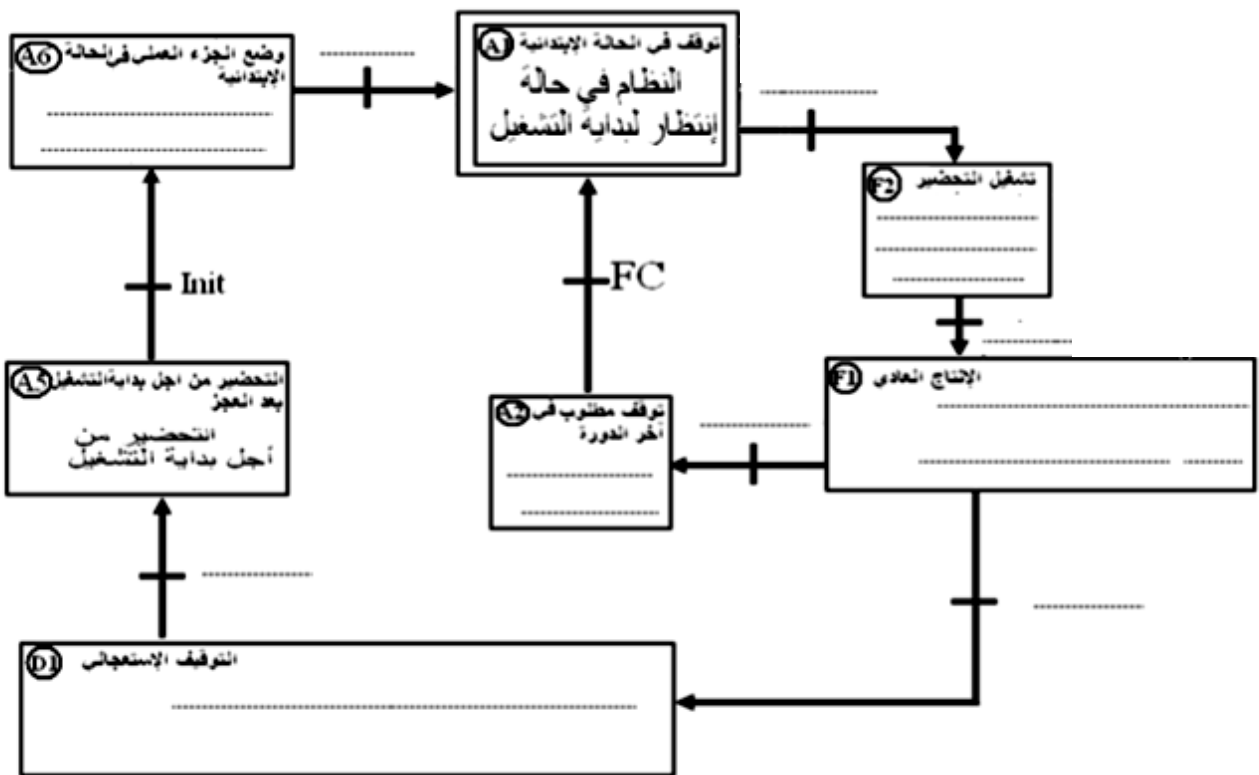 A6 وضع الجزء العملي في الحالة
الإبتدائية
A1 توقف في الحالة الإبتدائية
النظام في حالة
إنتظار لبداية التشغيل
F2 تشغيل التحضير
Init
FC
A5 التحضير من اجل بداية التشغيل
بعد العجز
التحضير من
أجل بداية التشغيل
A2 توقف مطلوب في
أخر الدورة
F1 الإنتاج العادي
D1 التوقيف الإستعجالي